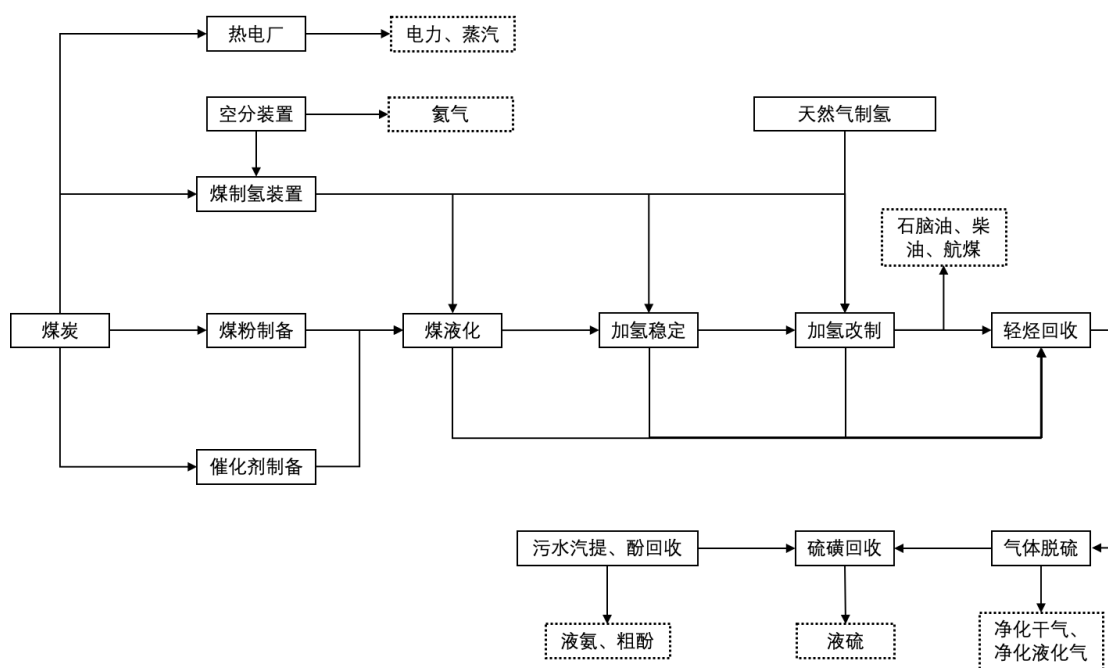 热电厂
电力、蒸汽
空分装置
氦气
天然气制氢
煤制氢装置
石脑油、柴
油、航煤
煤炭
煤粉制备
煤液化
加氢稳定
加氢改制
轻烃回收
催化剂制备
污水汽提、酚回收
硫磺回收
气体脱硫
液氨、粗酚
液硫
净化干气、
净化液化气